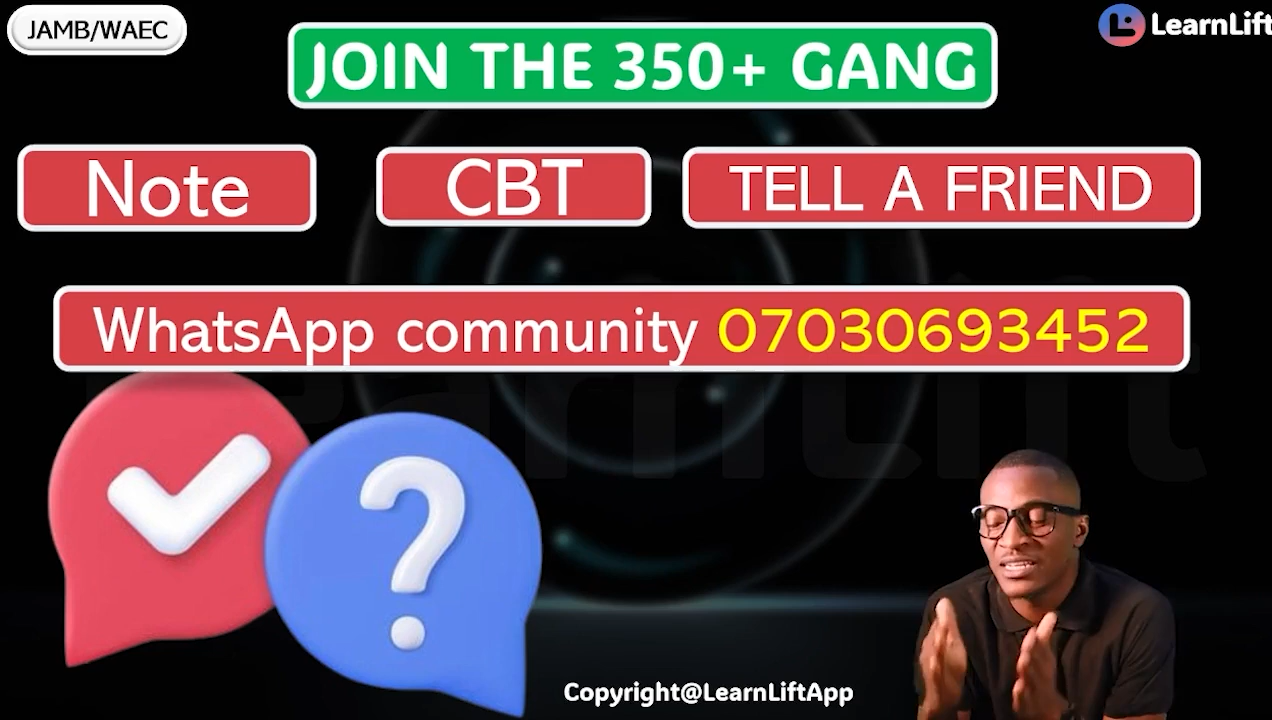 JAMB/WAEC
LearnLift
JOIN THE 350+ GANG
Note
CBT
TELL A FRIEND
WhatsApp community 07030693452
?
Copyright@LearnLiftApp